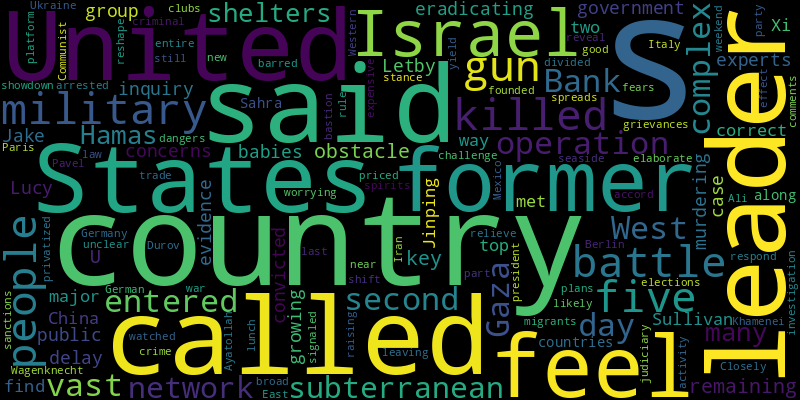 United
Israel
S
leader
said
States
country
former
called
feel
military
killed
gun
Bank
complex
operation
battle
West
five
people
Hamas
Gaza
second
day
entered
vast
network
subterranean
many
remaining
shelters
group
eradicating
government
two
experts
Xi
Letby
inquiry
Sahra
Jake
concerns
babies
obstacle
way
correct
Lucy
evidence
met
case
along
murdering
Jinping
key
top
U
convicted
growing
major
China
public
delay
find
Sullivan
countries
Ukraine
clubs
criminal
platform
Communist
reshape
entire
still
new
barred
Western
expensive
bastion
rule
stance
yield
founded
spreads
divided
fears
good
reveal
Italy
weekend
party
effect
comments
grievances
showdown
arrested
Paris
law
Pavel
dangers
trade
worrying
priced
spirits
challenge
seaside
elaborate
Mexico
accord
Ali
respond
privatized
Germany
unclear
Durov
German
war
last
near
shift
Iran
part
president
relieve
Berlin
elections
plans
likely
migrants
Khamenei
investigation
Closely
activity
judiciary
sanctions
Wagenknecht
watched
crime
Ayatollah
lunch
broad
East
signaled
raising
leaving